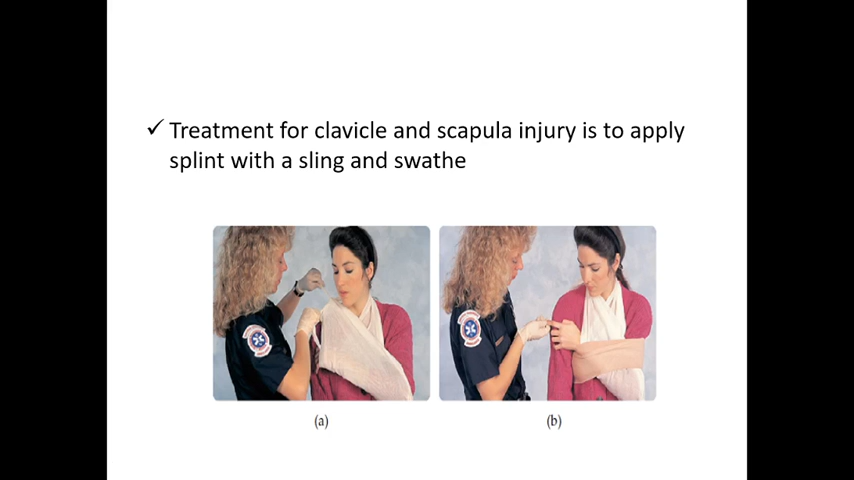 ✓ Treatment for clavicle and scapula injury is to apply
splint with a sling and swathe
(a)
(b)